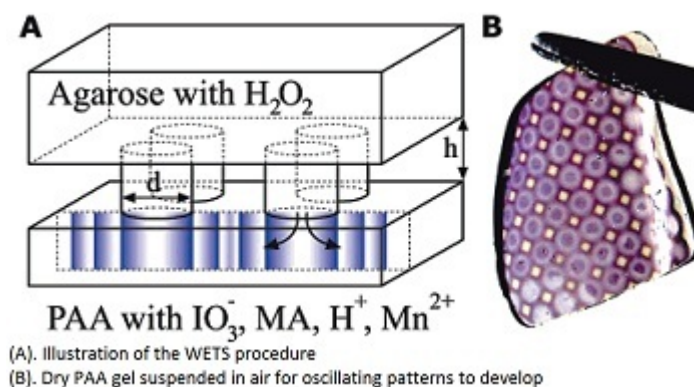 A
B
Agarose with H₂O₂
h
d
PAA with IO₃⁻, MA, H⁺, Mn²⁺
(A). Illustration of the WETS procedure
(B). Dry PAA gel suspended in air for oscillating patterns to develop